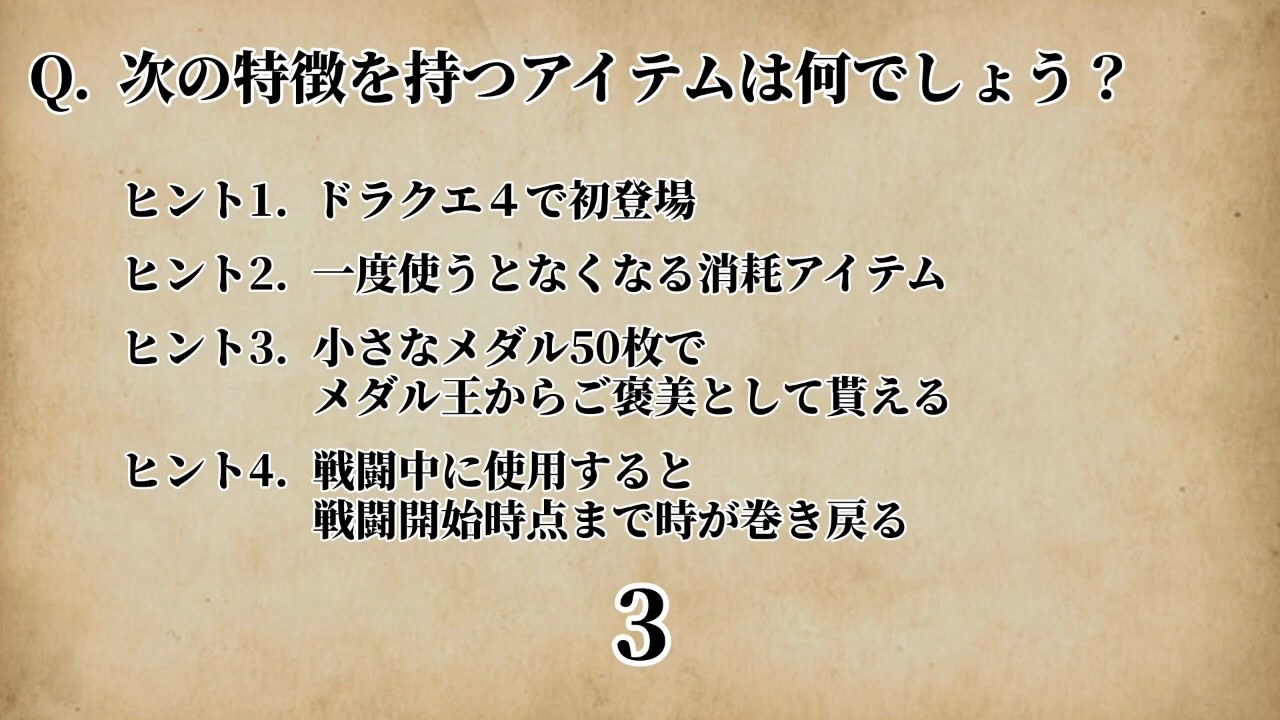 Q. 次の特徴を持つアイテムは何でしょう？
ヒント1. ドラクエ４で初登場
ヒント2. 一度使うとなくなる消耗アイテム
ヒント3. 小さなメダル50枚で
メダル王からご褒美として貰える
ヒント4. 戦闘中に使用すると
戦闘開始時点まで時が巻き戻る
3